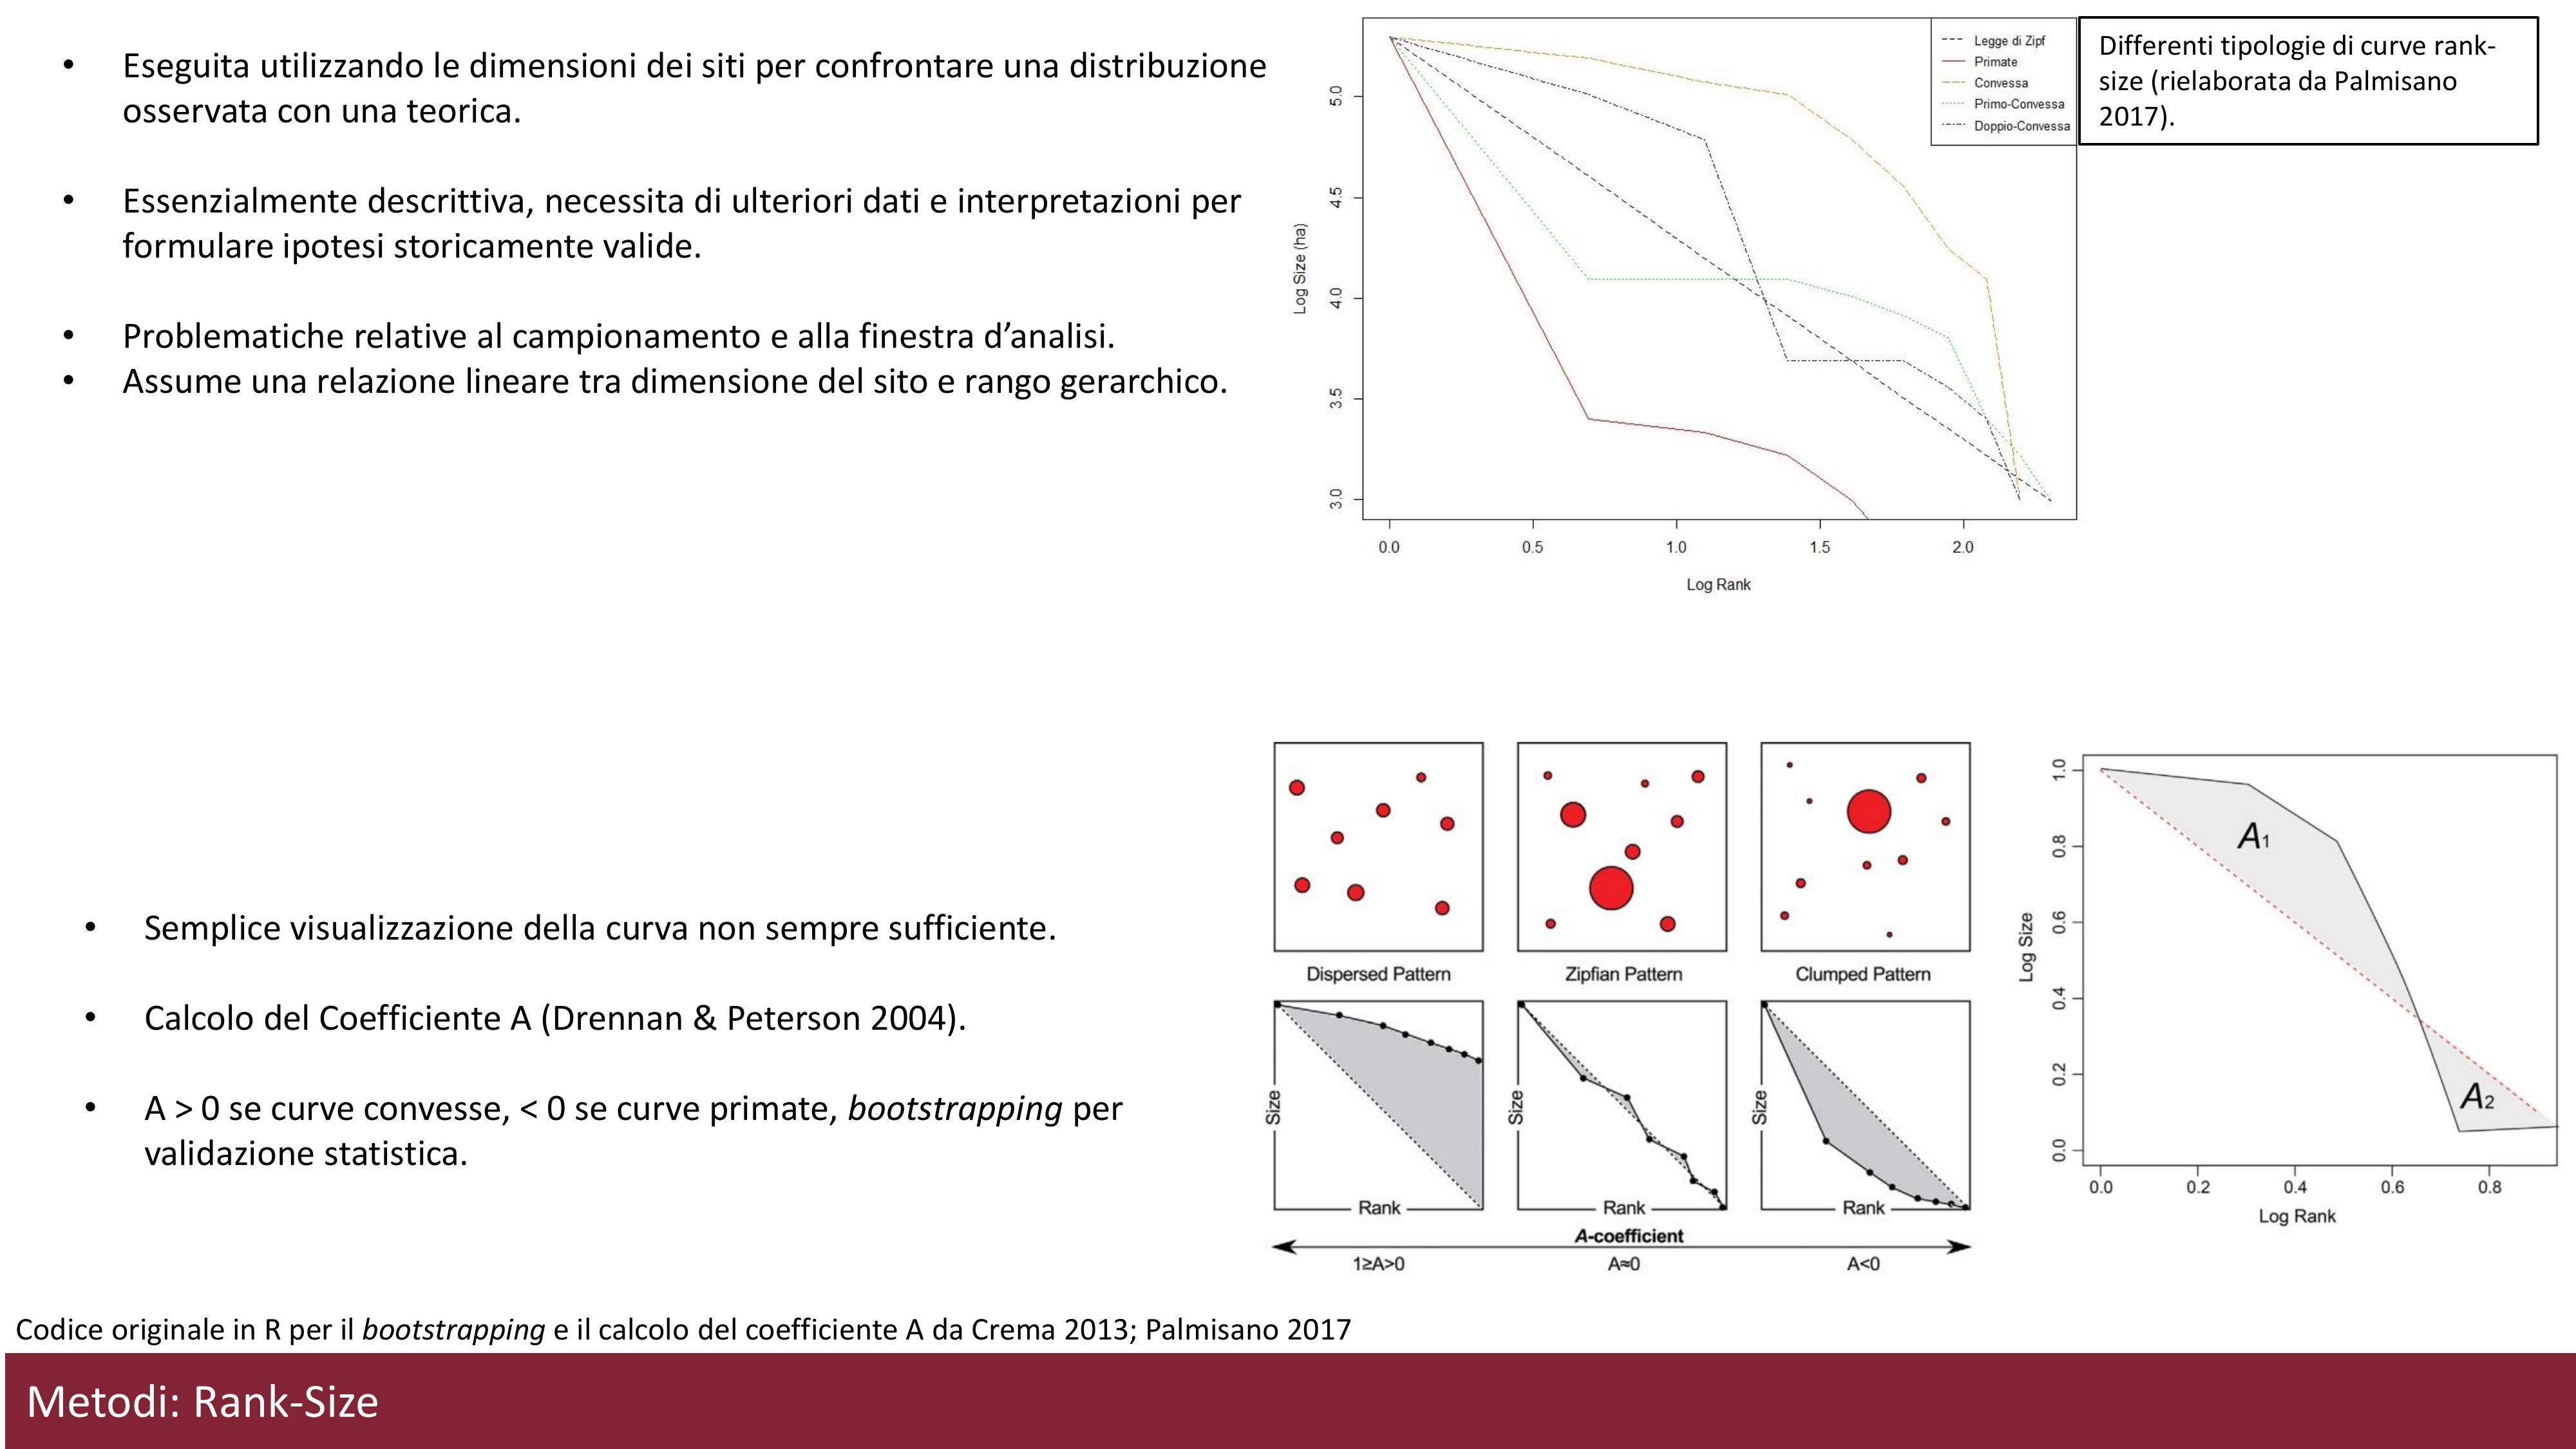 • Eseguita utilizzando le dimensioni dei siti per confrontare una distribuzione
osservata con una teorica.
• Essenzialmente descrittiva, necessita di ulteriori dati e interpretazioni per
formulare ipotesi storicamente valide.
• Problematiche relative al campionamento e alla finestra d’analisi.
• Assume una relazione lineare tra dimensione del sito e rango gerarchico.
Legge di Zipf
Primate
Convessa
Primo-Convessa
Doppio-Convessa
Log Size (ha)
5.0
4.5
4.0
3.5
3.0
0.0 0.5 1.0 1.5 2.0
Log Rank
Differenti tipologie di curve rank-
size (rielaborata da Palmisano
2017).
• Semplice visualizzazione della curva non sempre sufficiente.
• Calcolo del Coefficiente A (Drennan & Peterson 2004).
• A > 0 se curve convesse, < 0 se curve primate, bootstrapping per
validazione statistica.
Dispersed Pattern Zipfian Pattern Clumped Pattern
Size Size Size
Rank Rank Rank
A-coefficient
1≥A>0 A≈0 A<0
Log Size
1.0
0.8
0.6
0.4
0.2
0.0
A1
A2
0.0 0.2 0.4 0.6 0.8
Log Rank
Codice originale in R per il bootstrapping e il calcolo del coefficiente A da Crema 2013; Palmisano 2017
Metodi: Rank-Size